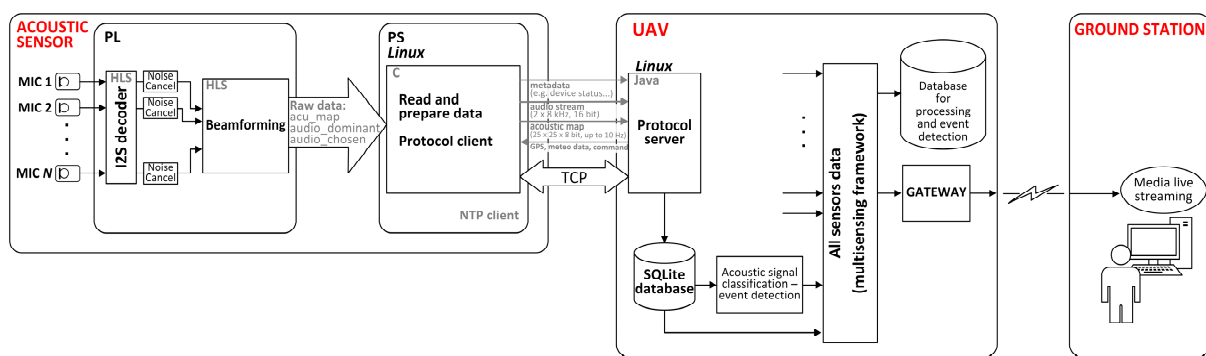 ACOUSTIC
SENSOR
PL
MIC 1
MIC 2
MIC N
HLS
I2S decoder
Noise
Cancel
Noise
Cancel
Noise
Cancel
HLS
Beamforming
Raw data:
acu_map
audio_dominant
audio_chosen
PS
Linux
C
Read and
prepare data
Protocol client
NTP client
metadata
(e.g. device status...)
audio stream
(2 x 8 kHz, 16 bit)
acoustic map
(25 x 25 x 8 bit, up to 10 Hz)
GPS, meteo data, command
TCP
UAV
Linux
Java
Protocol
server
SQLite
database
Acoustic signal
classification –
event detection
All sensors data
(multisensing framework)
Database
for
processing
and event
detection
GATEWAY
GROUND STATION
Media live
streaming